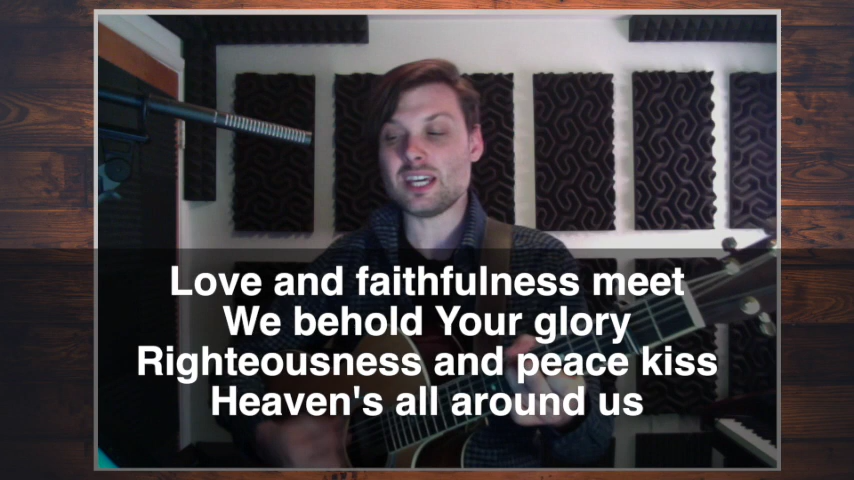 Love and faithfulness meet
We behold Your glory
Righteousness and peace kiss
Heaven's all around us